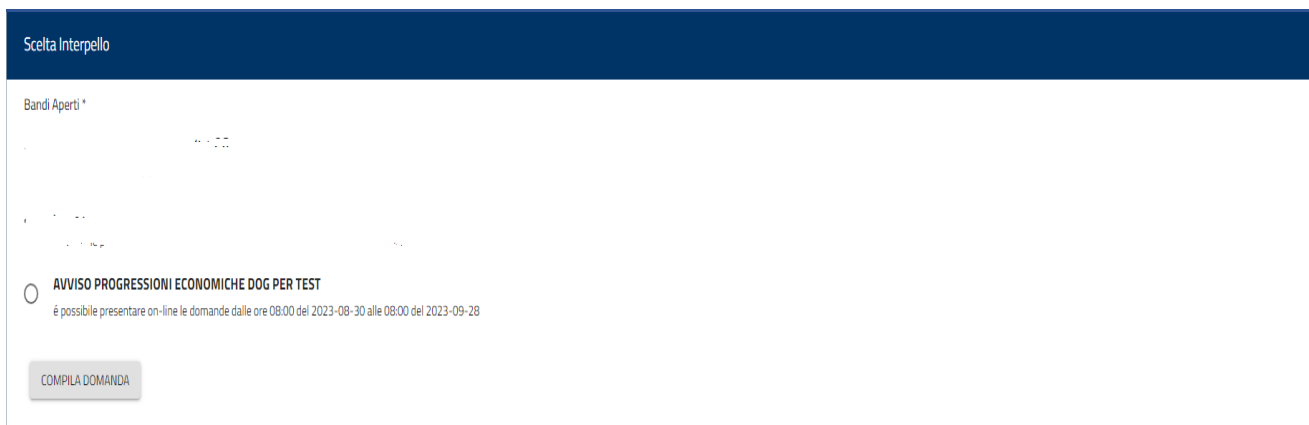 Scelta Interpello
Bandi Aperti *
AVVISO PROGRESSIONI ECONOMICHE DOG PER TEST
é possibile presentare on-line le domande dalle ore 08:00 del 2023-08-30 alle 08:00 del 2023-09-28
COMPILA DOMANDA